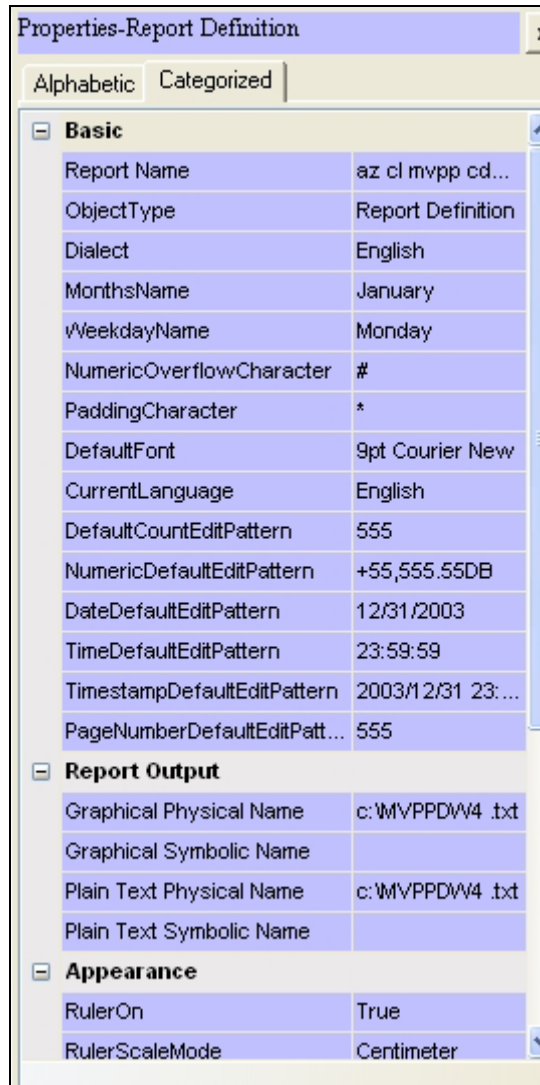 Properties-Report Definition
Alphabetic Categorized
Basic
Report Name az cl mvpp cd...
ObjectType Report Definition
Dialect English
MonthsName January
WeekdayName Monday
NumericOverflowCharacter #
PaddingCharacter *
DefaultFont 9pt Courier New
CurrentLanguage English
DefaultCountEditPattern 555
NumericDefaultEditPattern +55,555.55DB
DateDefaultEditPattern 12/31/2003
TimeDefaultEditPattern 23:59:59
TimestampDefaultEditPattern 2003/12/31 23:...
PageNumberDefaultEditPatt... 555
Report Output
Graphical Physical Name c:\MVPPDW4 .txt
Graphical Symbolic Name
Plain Text Physical Name c:\MVPPDW4 .txt
Plain Text Symbolic Name
Appearance
RulerOn True
RulerScaleMode Centimeter